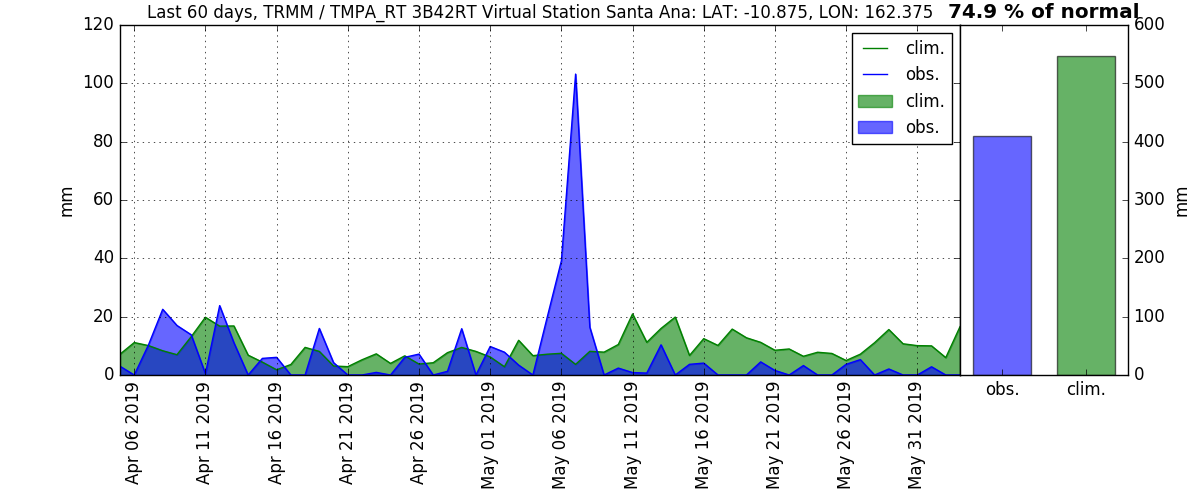 Last 60 days, TRMM / TMPA_RT 3B42RT Virtual Station Santa Ana: LAT: -10.875, LON: 162.375 74.9 % of normal
120
100
80
60
40
20
0
mm
clim.
obs.
clim.
obs.
600
500
400
300
200
100
0
mm
obs. clim.
Apr 06 2019
Apr 11 2019
Apr 16 2019
Apr 21 2019
Apr 26 2019
May 01 2019
May 06 2019
May 11 2019
May 16 2019
May 21 2019
May 26 2019
May 31 2019